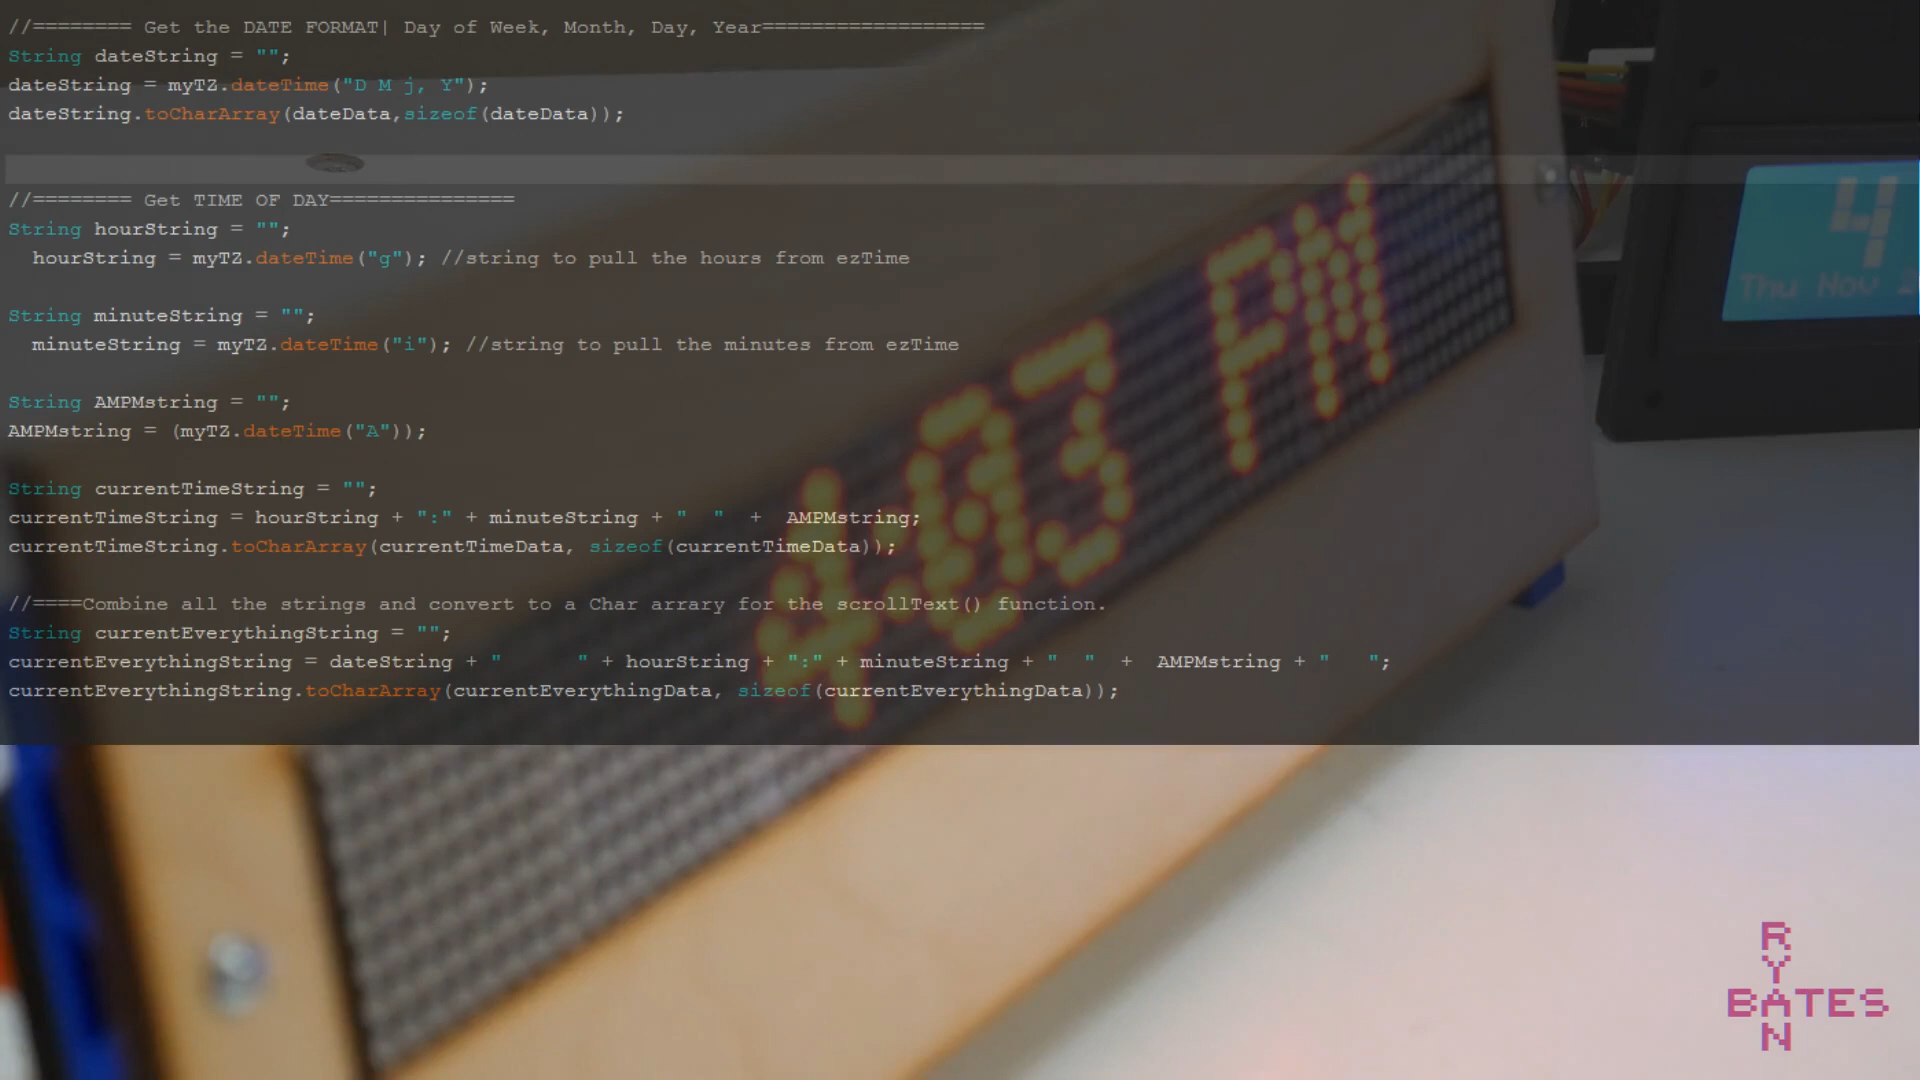 //======== Get the DATE FORMAT| Day of Week, Month, Day, Year==================
String dateString = "";
dateString = myTZ.dateTime("D M j, Y");
dateString.toCharArray(dateData,sizeof(dateData));
//======== Get TIME OF DAY===============
String hourString = "";
hourString = myTZ.dateTime("g"); //string to pull the hours from ezTime
String minuteString = "";
minuteString = myTZ.dateTime("i"); //string to pull the minutes from ezTime
String AMPMstring = "";
AMPMstring = (myTZ.dateTime("A"));
String currentTimeString = "";
currentTimeString = hourString + ":" + minuteString + "  "  +  AMPMstring;
currentTimeString.toCharArray(currentTimeData, sizeof(currentTimeData));
//====Combine all the strings and convert to a Char arrary for the scrollText() function.
String currentEverythingString = "";
currentEverythingString = dateString + "      " + hourString + ":" + minuteString + "  "  +  AMPMstring + "   ";
currentEverythingString.toCharArray(currentEverythingData, sizeof(currentEverythingData));
4:03 PM
4
Thu Nov
RYAN
BATES